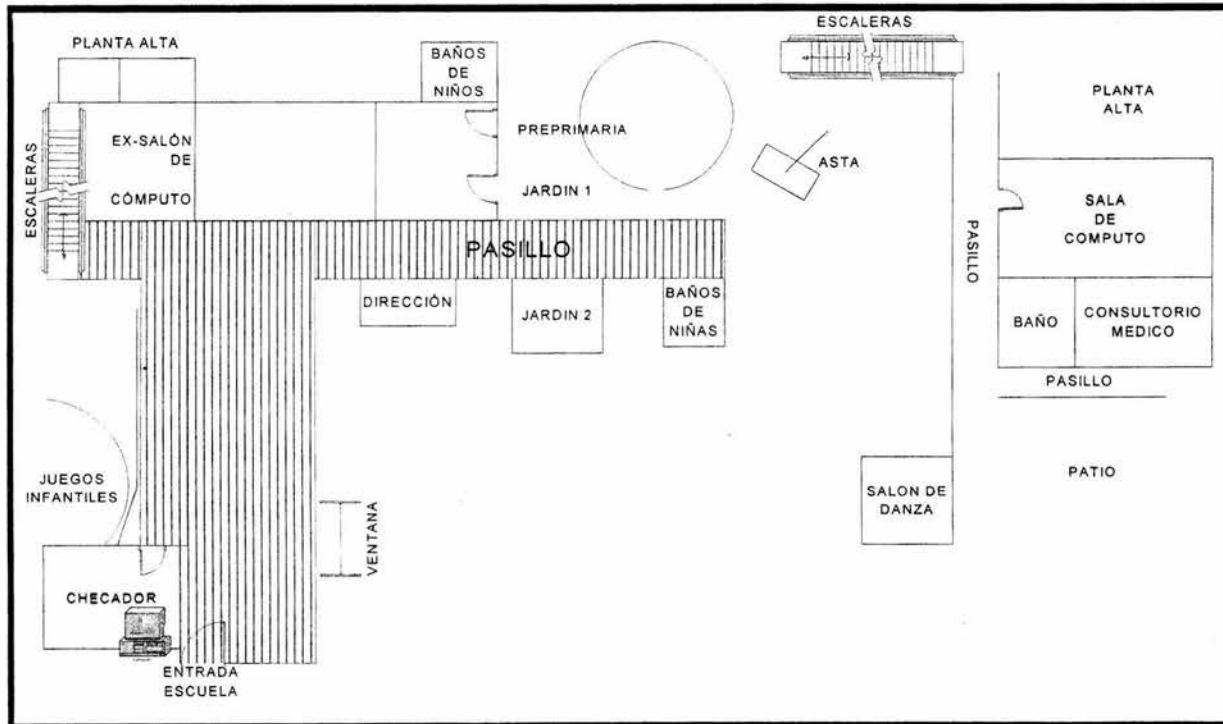 ESCALERAS
PLANTA ALTA
BAÑOS
DE
NIÑOS
PLANTA
ALTA
PREPRIMARIA
EX-SALÓN
DE
CÓMPUTO
ASTA
ESCALERAS
JARDIN 1
SALA
DE
COMPUTO
PASILLO
PASILLO
DIRECCIÓN
JARDIN 2
BAÑOS
DE
NIÑAS
BAÑO
CONSULTORIO
MEDICO
PASILLO
JUEGOS
INFANTILES
PATIO
SALON DE
DANZA
VENTANA
CHECADOR
ENTRADA
ESCUELA